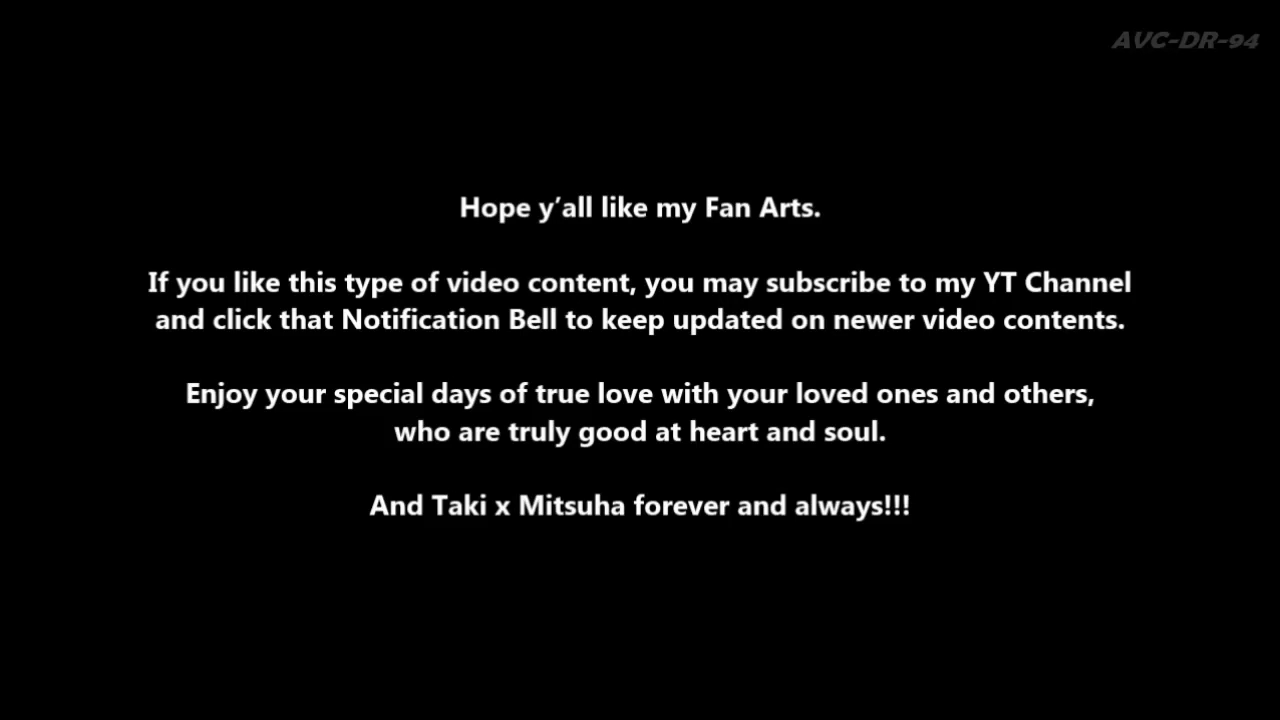 AVC-DR-94
Hope y’all like my Fan Arts.
If you like this type of video content, you may subscribe to my YT Channel
and click that Notification Bell to keep updated on newer video contents.
Enjoy your special days of true love with your loved ones and others,
who are truly good at heart and soul.
And Taki x Mitsuha forever and always!!!